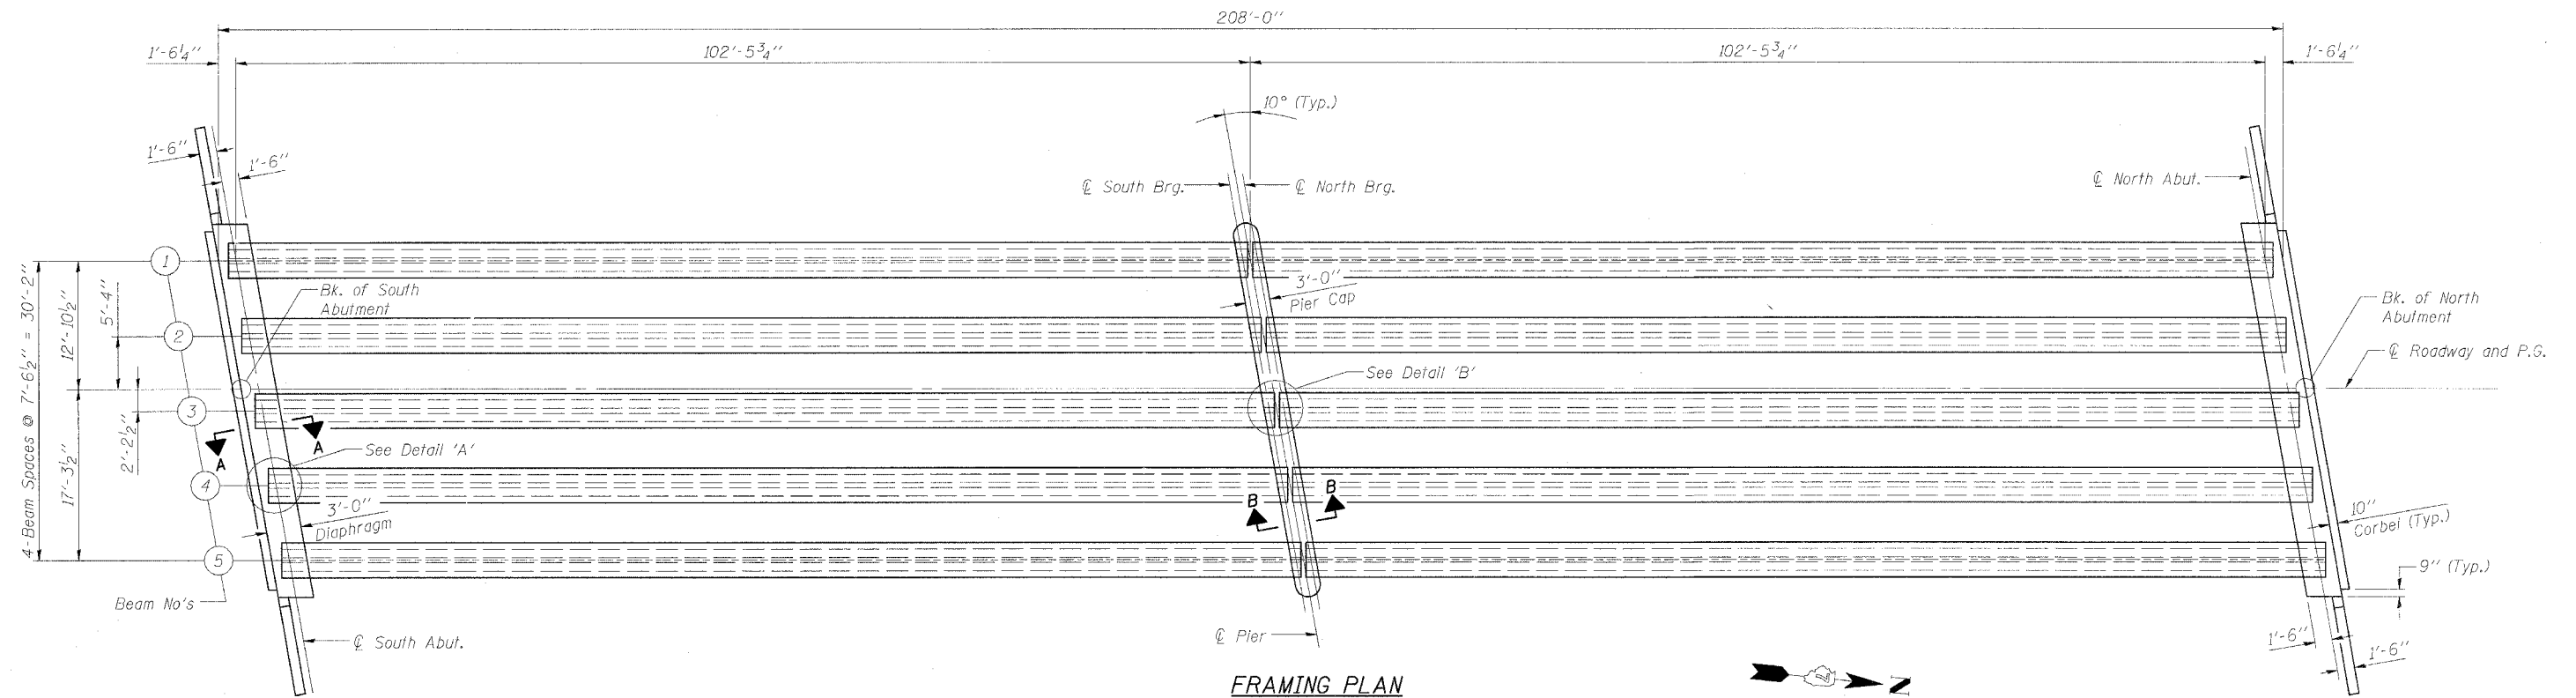 208'-0"
1'-6¼"
102'-5¾"
102'-5¾"
1'-6¼"
10° (Typ.)
1'-6"
1'-6"
℄ South Brg.
℄ North Brg.
℄ North Abut.
1
2
3
4
5
4-Beam Spaces @ 7'-6½" = 30'-2"
12'-10½"
5'-4"
17'-3½"
2'-2½"
Bk. of South
Abutment
3'-0"
Pier Cap
Bk. of North
Abutment
℄ Roadway and P.G.
See Detail 'B'
A
A
See Detail 'A'
3'-0"
Diaphragm
B
B
10"
Corbel (Typ.)
9" (Typ.)
Beam No's
℄ South Abut.
℄ Pier
1'-6"
1'-6"
FRAMING PLAN
N